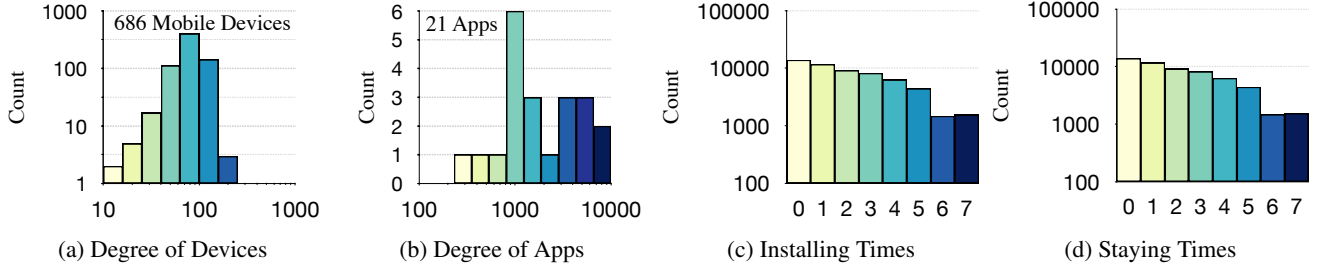 Count
1000
100
10
1
686 Mobile Devices
10 100 1000
(a) Degree of Devices
Count
6
5
4
3
2
1
0
21 Apps
100 1000 10000
(b) Degree of Apps
Count
100000
10000
1000
100
0 1 2 3 4 5 6 7
(c) Installing Times
Count
100000
10000
1000
100
0 1 2 3 4 5 6 7
(d) Staying Times